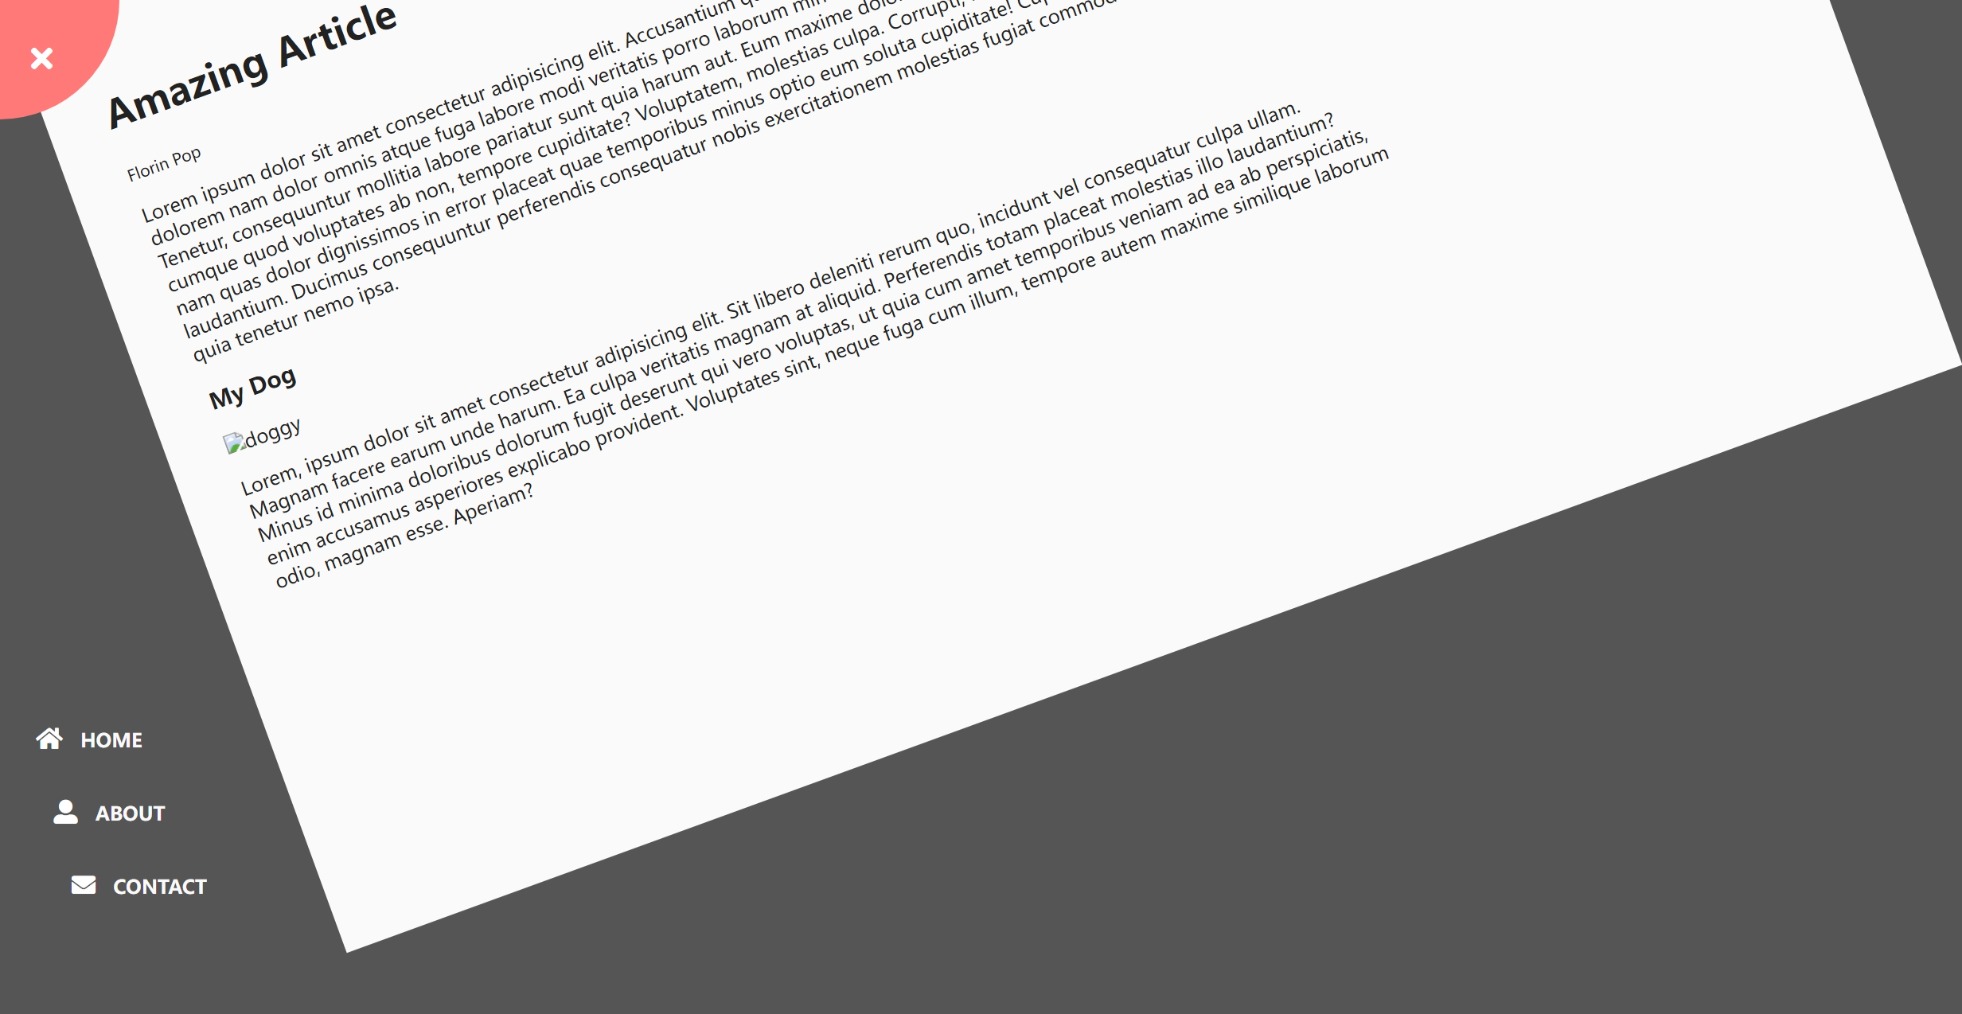 Amazing Article
Florin Pop
Lorem ipsum dolor sit amet consectetur adipisicing elit. Accusantium
dolorem nam dolor omnis atque fuga labore modi veritatis porro laborum
Tenetur, consequuntur mollitia labore pariatur sunt quia harum aut. Eum maxime
cumque quod voluptates ab non, tempore cupiditate? Voluptatem, molestias culpa. Corrupti,
nam quas dolor dignissimos in error placeat quae temporibus minus optio eum soluta cupiditate!
laudantium. Ducimus consequuntur perferendis consequatur nobis exercitationem molestias fugiat
quia tenetur nemo ipsa.
My Dog
doggy
Lorem, ipsum dolor sit amet consectetur adipisicing elit. Sit libero deleniti rerum quo, incidunt vel consequatur culpa ullam.
Magnam facere earum unde harum. Ea culpa veritatis magnam at aliquid. Perferendis totam placeat molestias illo laudantium?
Minus id minima doloribus dolorum fugit deserunt qui vero voluptas, ut quia cum amet temporibus veniam ad ea ab perspiciatis,
enim accusamus asperiores explicabo provident. Voluptates sint, neque fuga cum illum, tempore autem maxime similique laborum
odio, magnam esse. Aperiam?
HOME
ABOUT
CONTACT